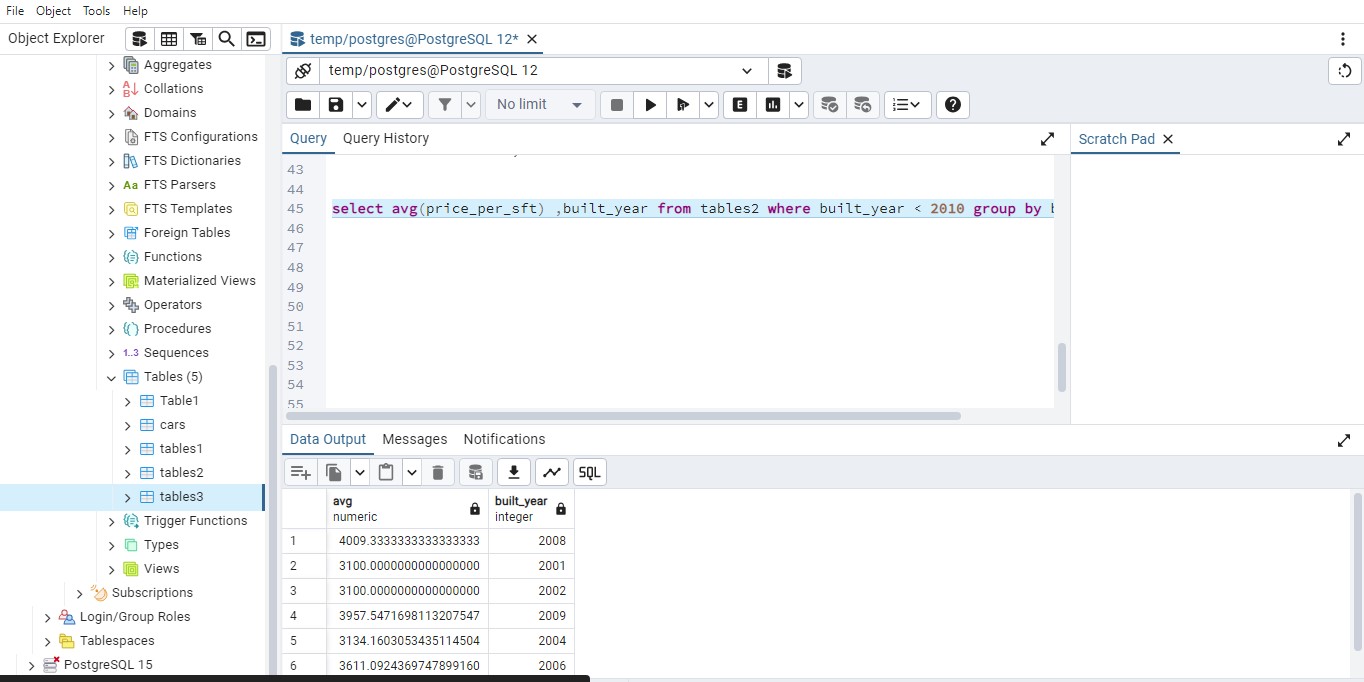 File Object Tools Help
Object Explorer
temp/postgres@PostgreSQL 12*
temp/postgres@PostgreSQL 12
No limit
E
Query Query History
Scratch Pad
Aggregates
Collations
Domains
FTS Configurations
FTS Dictionaries
Aa FTS Parsers
FTS Templates
Foreign Tables
Functions
Materialized Views
Operators
Procedures
1..3 Sequences
Tables (5)
Table1
cars
tables1
tables2
tables3
Trigger Functions
Types
Views
Subscriptions
Login/Group Roles
Tablespaces
PostgreSQL 15
43
44
45 select avg(price_per_sft) ,built_year from tables2 where built_year < 2010 group by
46
47
48
49
50
51
52
53
54
55
Data Output Messages Notifications
SQL
avg built_year
numeric integer
1 4009.3333333333333333 2008
2 3100.0000000000000000 2001
3 3100.0000000000000000 2002
4 3957.5471698113207547 2009
5 3134.1603053435114504 2004
6 3611.0924369747899160 2006